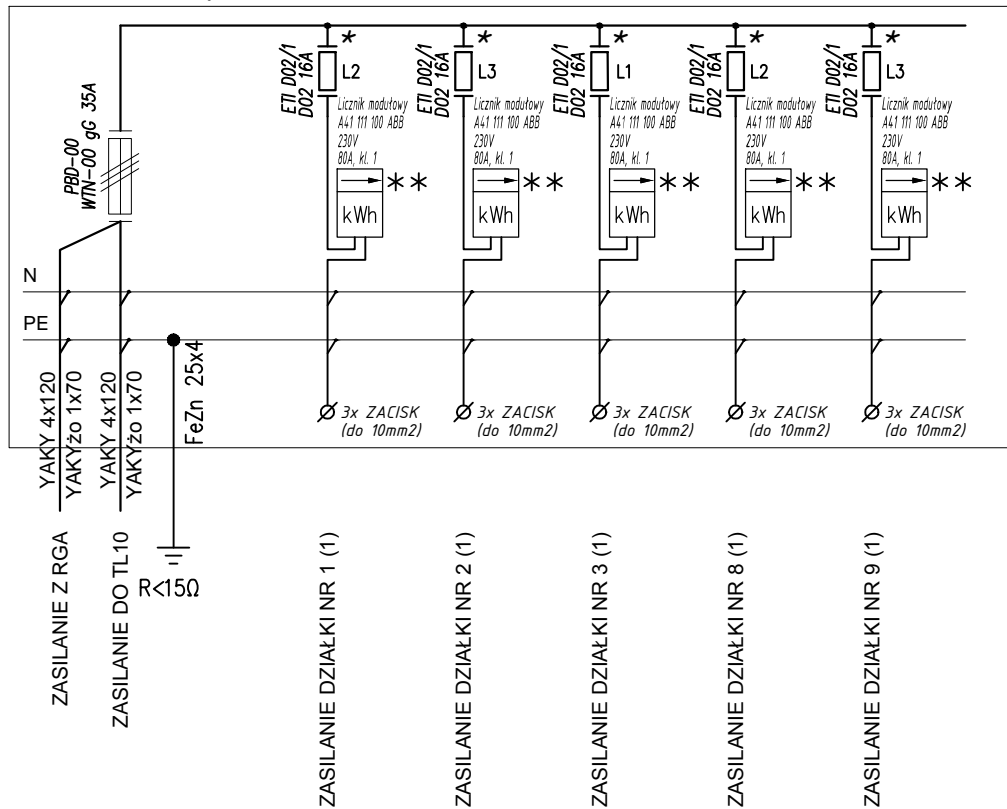 ETI D02/1
D02 16A
*
L2
ETI D02/1
D02 16A
*
L3
ETI D02/1
D02 16A
*
L1
ETI D02/1
D02 16A
*
L2
ETI D02/1
D02 16A
*
L3
Licznik modułowy
A41 111 100 ABB
230V
80A, kl. 1
Licznik modułowy
A41 111 100 ABB
230V
80A, kl. 1
Licznik modułowy
A41 111 100 ABB
230V
80A, kl. 1
Licznik modułowy
A41 111 100 ABB
230V
80A, kl. 1
Licznik modułowy
A41 111 100 ABB
230V
80A, kl. 1
PBD-00
WTN-00 gG 35A
**
kWh
**
kWh
**
kWh
**
kWh
**
kWh
N
PE
YAKY 4x120
YAKYżo 1x70
YAKY 4x120
YAKYżo 1x70
FeZn 25x4
3x ZACISK
(do 10mm2)
3x ZACISK
(do 10mm2)
3x ZACISK
(do 10mm2)
3x ZACISK
(do 10mm2)
3x ZACISK
(do 10mm2)
ZASILANIE Z RGA
ZASILANIE DO TL10
R<15Ω
ZASILANIE DZIAŁKI NR 1 (1)
ZASILANIE DZIAŁKI NR 2 (1)
ZASILANIE DZIAŁKI NR 3 (1)
ZASILANIE DZIAŁKI NR 8 (1)
ZASILANIE DZIAŁKI NR 9 (1)